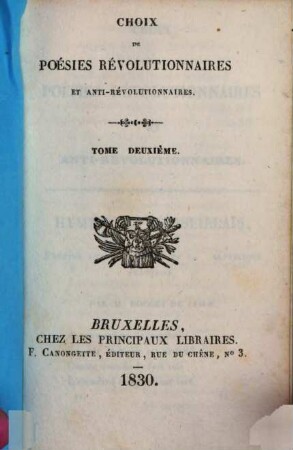 CHOIX
DE
POÉSIES RÉVOLUTIONNAIRES
ET ANTI-RÉVOLUTIONNAIRES.
TOME DEUXIÈME.
BRUXELLES,
CHEZ LES PRINCIPAUX LIBRAIRES.
F. CANONGETTE, ÉDITEUR, RUE DU CHÊNE, No 3.
1830.